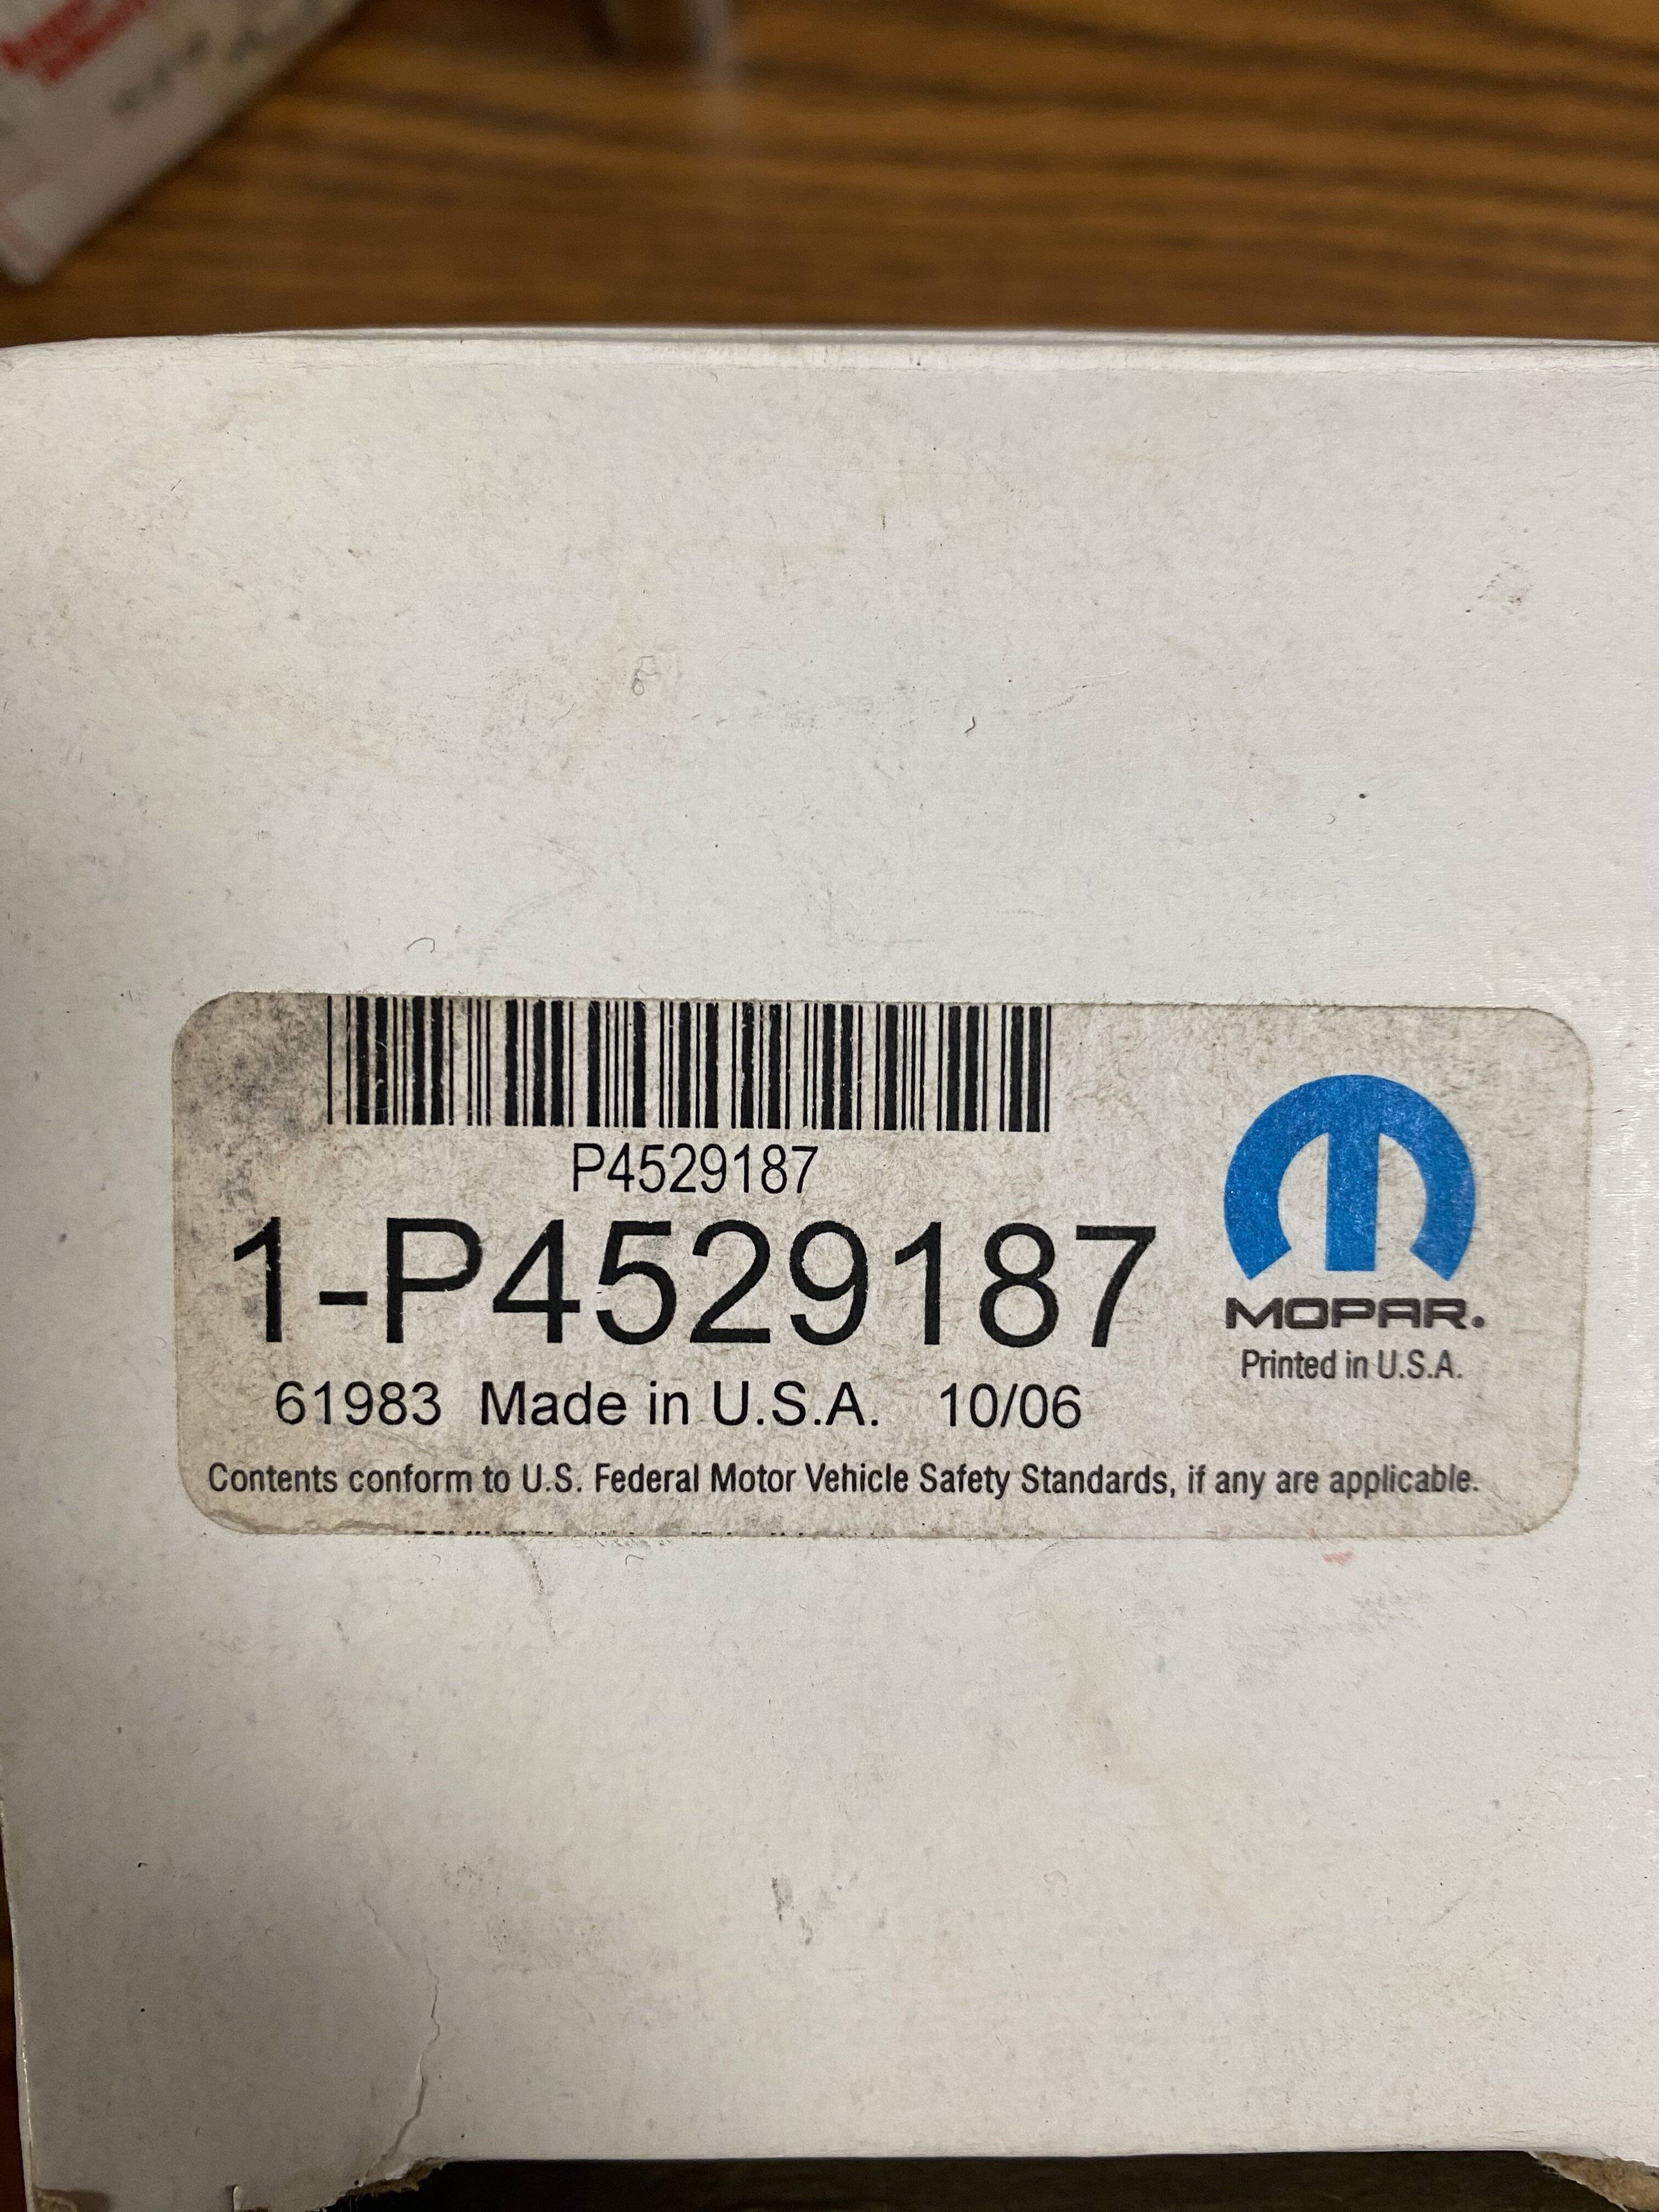 P4529187
1-P4529187
MOPAR.
Printed in U.S.A.
61983 Made in U.S.A. 10/06
Contents conform to U.S. Federal Motor Vehicle Safety Standards, if any are applicable.